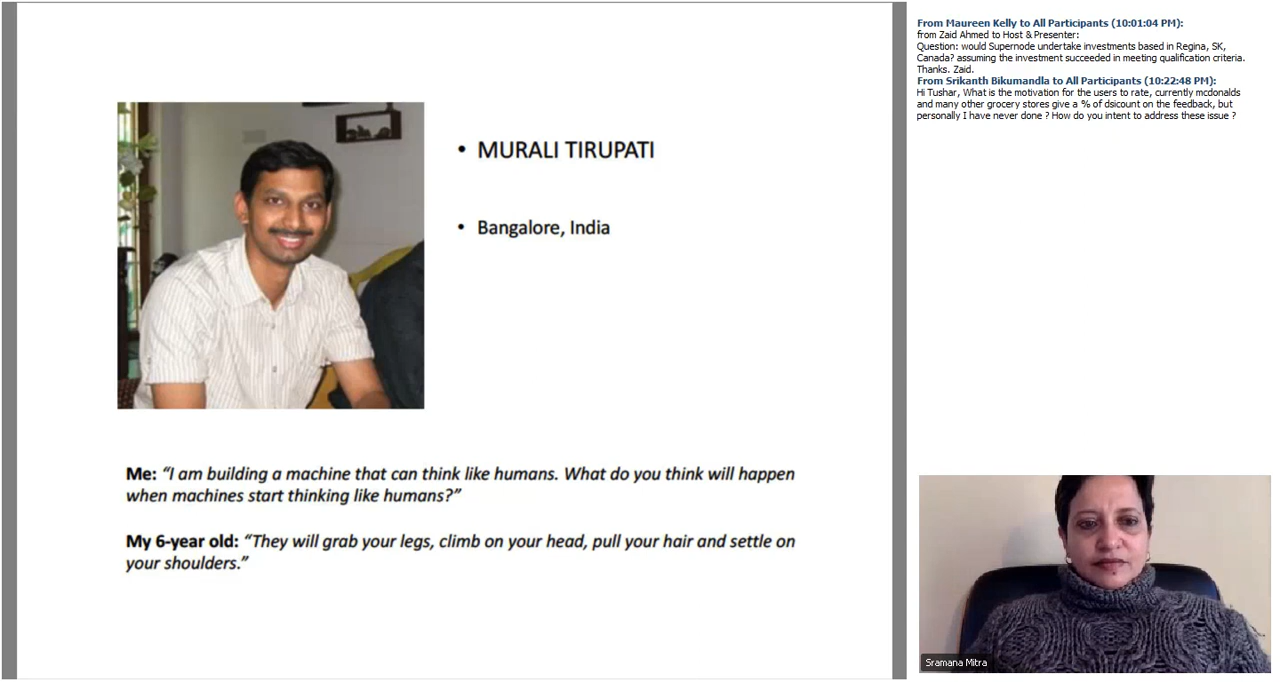 • MURALI TIRUPATI
• Bangalore, India
Me: “I am building a machine that can think like humans. What do you think will happen
when machines start thinking like humans?”
My 6-year old: “They will grab your legs, climb on your head, pull your hair and settle on
your shoulders.”
From Maureen Kelly to All Participants (10:01:04 PM):
from Zaid Ahmed to Host & Presenter:
Question: would Supernode undertake investments based in Regina, SK,
Canada? assuming the investment succeeded in meeting qualification criteria.
Thanks. Zaid.
From Srikanth Bikumandla to All Participants (10:22:48 PM):
Hi Tushar, What is the motivation for the users to rate, currently mcdonalds
and many other grocery stores give a % of dsicount on the feedback, but
personally I have never done ? How do you intent to address these issue ?
Sramana Mitra